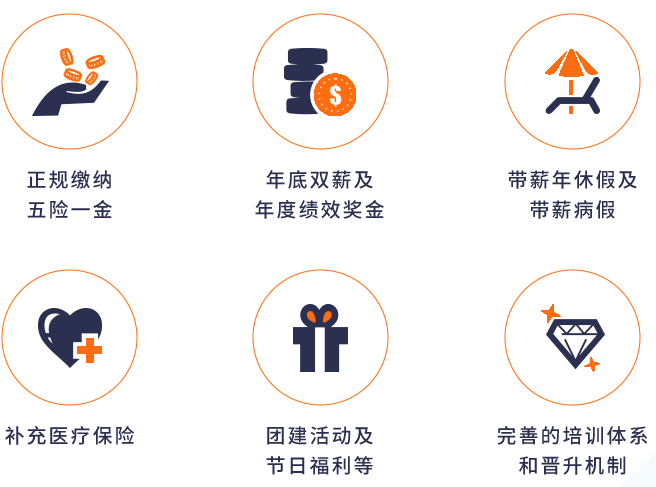 正规缴纳
五险一金
年底双薪及
年度绩效奖金
带薪年休假及
带薪病假
补充医疗保险
团建活动及
节日福利等
完善的培训体系
和晋升机制